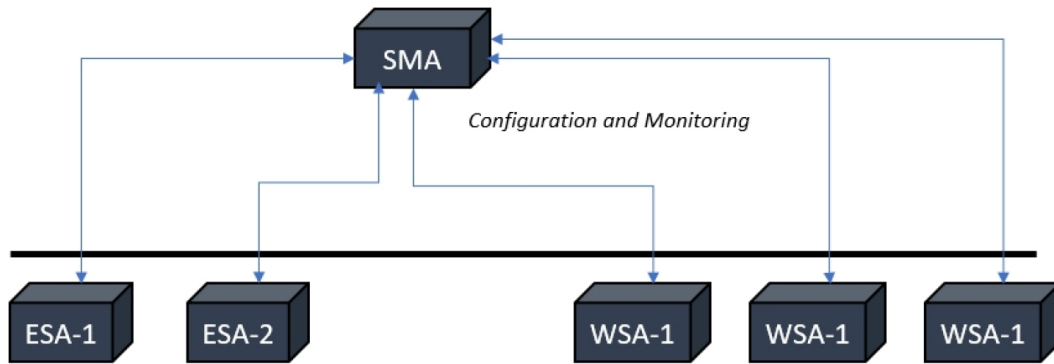 SMA
Configuration and Monitoring
ESA-1
ESA-2
WSA-1
WSA-1
WSA-1